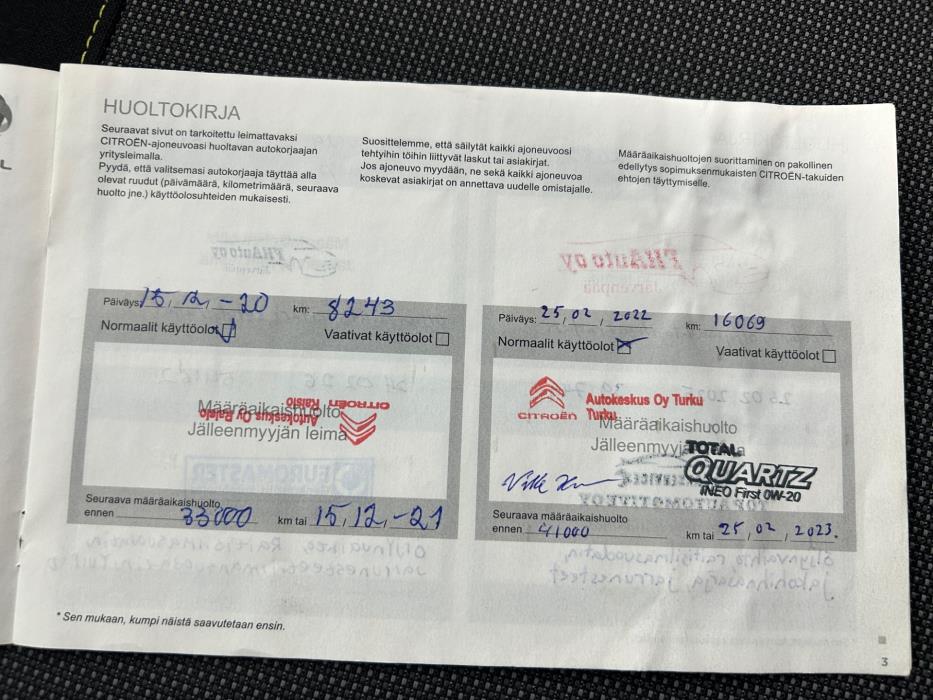 HUOLTOKIRJA
Seuraavat sivut on tarkoitettu leimattavaksi
CITROËN-ajoneuvoasi huoltavan autokorjaajan
yritysleimalla.
Pyydä, että valitsemasi autokorjaaja täyttää alla
olevat ruudut (päivämäärä, kilometrimäärä, seuraava
huolto jne.) käyttöolosuhteiden mukaisesti.
Suosittelemme, että säilytät kaikki ajoneuvoosi
tehtyihin töihin liittyvät laskut tai asiakirjat.
Jos ajoneuvo myydään, ne sekä kaikki ajoneuvoa
koskevat asiakirjat on annettava uudelle omistajalle.
Määräaikaishuoltojen suorittaminen on pakollinen
edellytys sopimuksenmukaisten CITROËN-takuiden
ehtojen täyttymiselle.
Päiväys: 15, 12, -20 km: 8243
Normaalit käyttöolot Vaativat käyttöolot
CITROËN Raisio
Autokeskus Oy Raisio
Määräaikaishuolto
Jälleenmyyjän leima
Seuraava määräaikaishuolto
ennen 33000 km tai 15, 12, -21
Päiväys: 25, 02, 2022 km: 16069
Normaalit käyttöolot Vaativat käyttöolot
CITROËN
Autokeskus Oy Turku
Turku
Määräaikaishuolto
Jälleenmyyjän leima
TOTAL
QUARTZ
INEO First 0W-20
Seuraava määräaikaishuolto
ennen 41000 km tai 25, 02, 2023.
* Sen mukaan, kumpi näistä saavutetaan ensin.
3